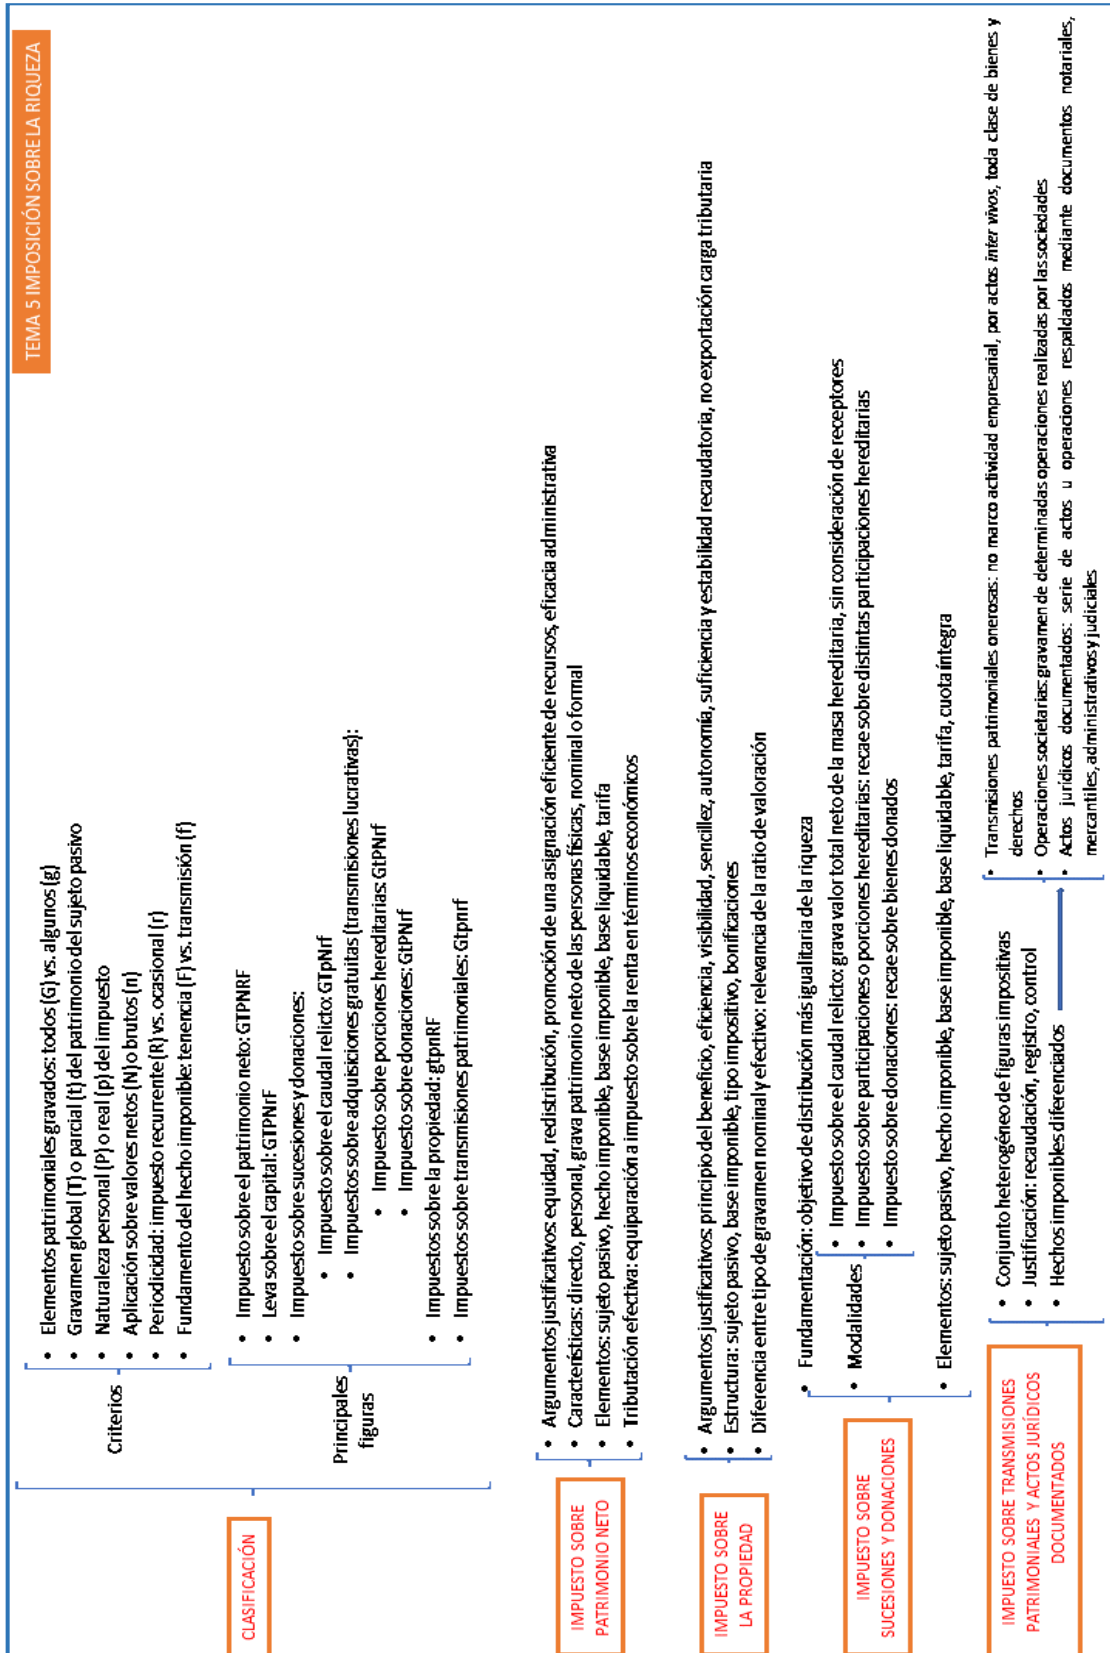 TEMA 5 IMPOSICIÓN SOBRE LA RIQUEZA
CLASIFICACIÓN
Criterios
• Elementos patrimoniales gravados: todos (G) vs. algunos (g)
• Gravamen global (T) o parcial (t) del patrimonio del sujeto pasivo
• Naturaleza personal (P) o real (p) del impuesto
• Aplicación sobre valores netos (N) o brutos (n)
• Periodicidad: impuesto recurrente (R) vs. ocasional (r)
• Fundamento del hecho imponible: tenencia (F) vs. transmisión (f)
Principales
figuras
• Impuesto sobre el patrimonio neto: GTPNRF
• Leva sobre el capital: GTPNrF
• Impuesto sobre sucesiones y donaciones:
• Impuesto sobre el caudal relicto: GTpNrf
• Impuestos sobre adquisiciones gratuitas (transmisiones lucrativas):
• Impuesto sobre porciones hereditarias: GtPNrf
• Impuesto sobre donaciones: GtPNrf
• Impuesto sobre la propiedad: gtpnRF
• Impuesto sobre transmisiones patrimoniales: Gtpnrf
IMPUESTO SOBRE
PATRIMONIO NETO
• Argumentos justificativos: equidad, redistribución, promoción de una asignación eficiente de recursos, eficacia administrativa
• Características: directo, personal, grava patrimonio neto de las personas físicas, nominal o formal
• Elementos: sujeto pasivo, hecho imponible, base imponible, base liquidable, tarifa
• Tributación efectiva: equiparación a impuesto sobre la renta en términos económicos
IMPUESTO SOBRE
LA PROPIEDAD
• Argumentos justificativos: principio del beneficio, eficiencia, visibilidad, sencillez, autonomía, suficiencia y estabilidad recaudatoria, no exportación carga tributaria
• Estructura: sujeto pasivo, base imponible, tipo impositivo, bonificaciones
• Diferencia entre tipo de gravamen nominal y efectivo: relevancia de la ratio de valoración
IMPUESTO SOBRE
SUCESIONES Y DONACIONES
• Fundamentación: objetivo de distribución más igualitaria de la riqueza
• Modalidades
• Impuesto sobre el caudal relicto: grava valor total neto de la masa hereditaria, sin consideración de receptores
• Impuesto sobre participaciones o porciones hereditarias: recae sobre distintas participaciones hereditarias
• Impuesto sobre donaciones: recae sobre bienes donados
• Elementos: sujeto pasivo, hecho imponible, base imponible, base liquidable, tarifa, cuota íntegra
IMPUESTO SOBRE TRANSMISIONES
PATRIMONIALES Y ACTOS JURÍDICOS
DOCUMENTADOS
• Conjunto heterogéneo de figuras impositivas
• Justificación: recaudación, registro, control
• Hechos imponibles diferenciados
• Transmisiones patrimoniales onerosas: no marco actividad empresarial, por actos inter vivos, toda clase de bienes y
derechos
• Operaciones societarias: gravamen de determinadas operaciones realizadas por las sociedades
• Actos jurídicos documentados: serie de actos u operaciones respaldados mediante documentos notariales,
mercantiles, administrativos y judiciales